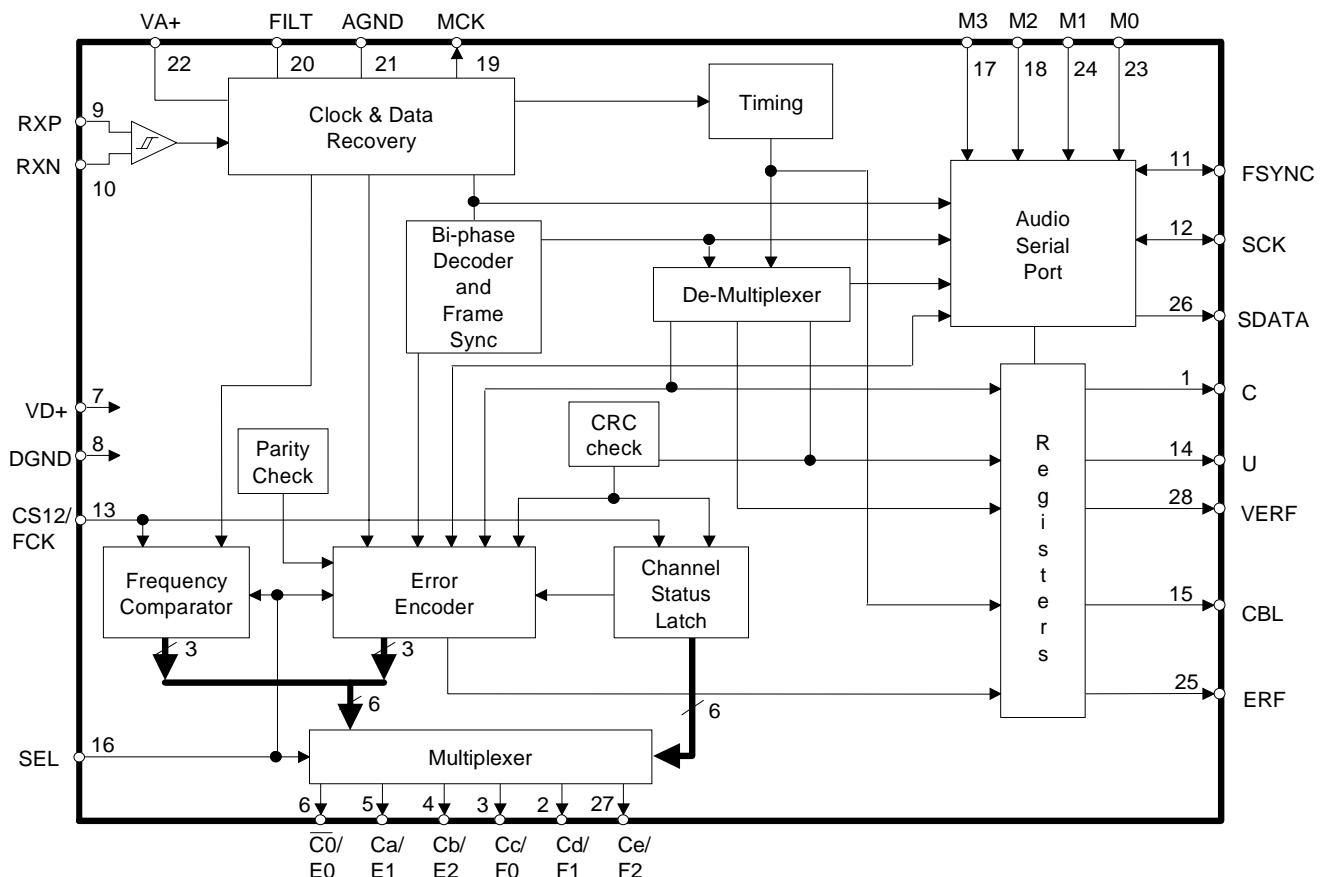 VA+ FILT AGND MCK M3 M2 M1 M0
22 20 21 19 17 18 24 23
RXP 9
RXN
10
Clock & Data
Recovery
Timing
Audio
Serial
Port
11 FSYNC
12 SCK
26 SDATA
Bi-phase
Decoder
and
Frame
Sync
De-Multiplexer
VD+ 7
DGND 8
CS12/
FCK
13
Parity
Check
CRC
check
Registers
1 C
14 U
28 VERF
15 CBL
25 ERF
Frequency
Comparator
Error
Encoder
Channel
Status
Latch
3 3
6 6
SEL 16
Multiplexer
6 5 4 3 2 27
C̅0̅/ Ca/ Cb/ Cc/ Cd/ Ce/
E0 E1 E2 F0 F1 F2